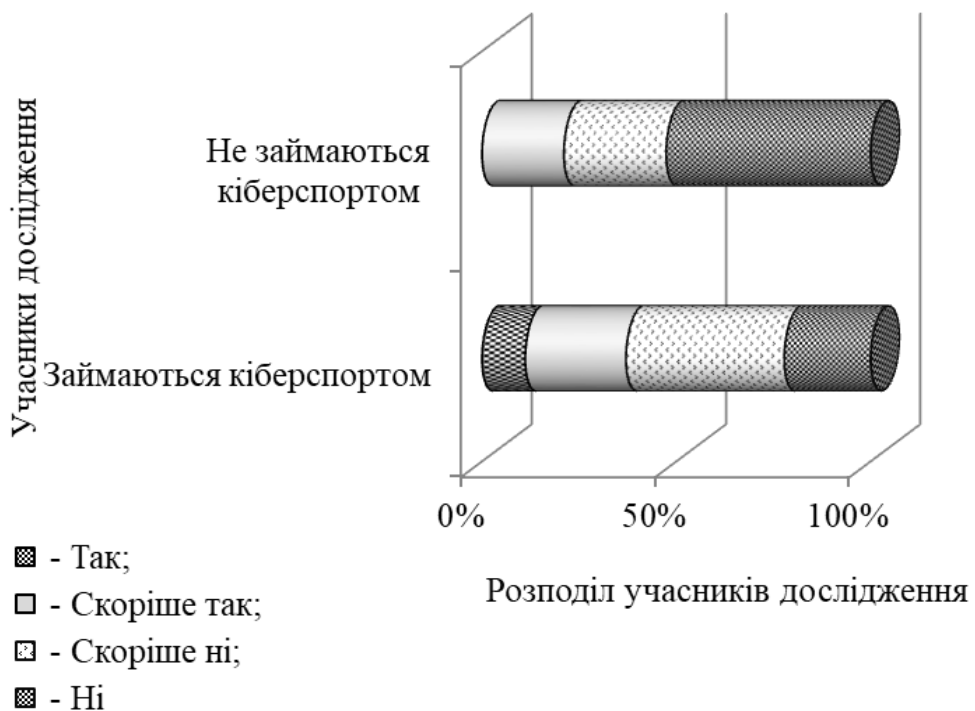 Учасники дослідження
Не займаються
кіберспортом
Займаються кіберспортом
0%
50%
100%
Розподіл учасників дослідження
- Так;
- Скоріше так;
- Скоріше ні;
- Ні